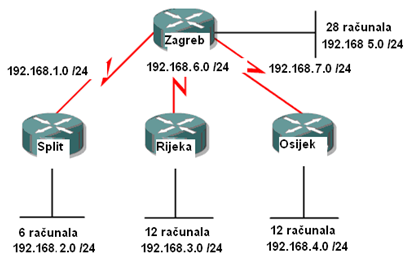 Zagreb
28 računala
192.168 5.0 /24
192.168.1.0 /24
192.168.6.0 /24
192.168.7.0 /24
Split
Rijeka
Osijek
6 računala
192.168.2.0 /24
12 računala
192.168.3.0 /24
12 računala
192.168.4.0 /24